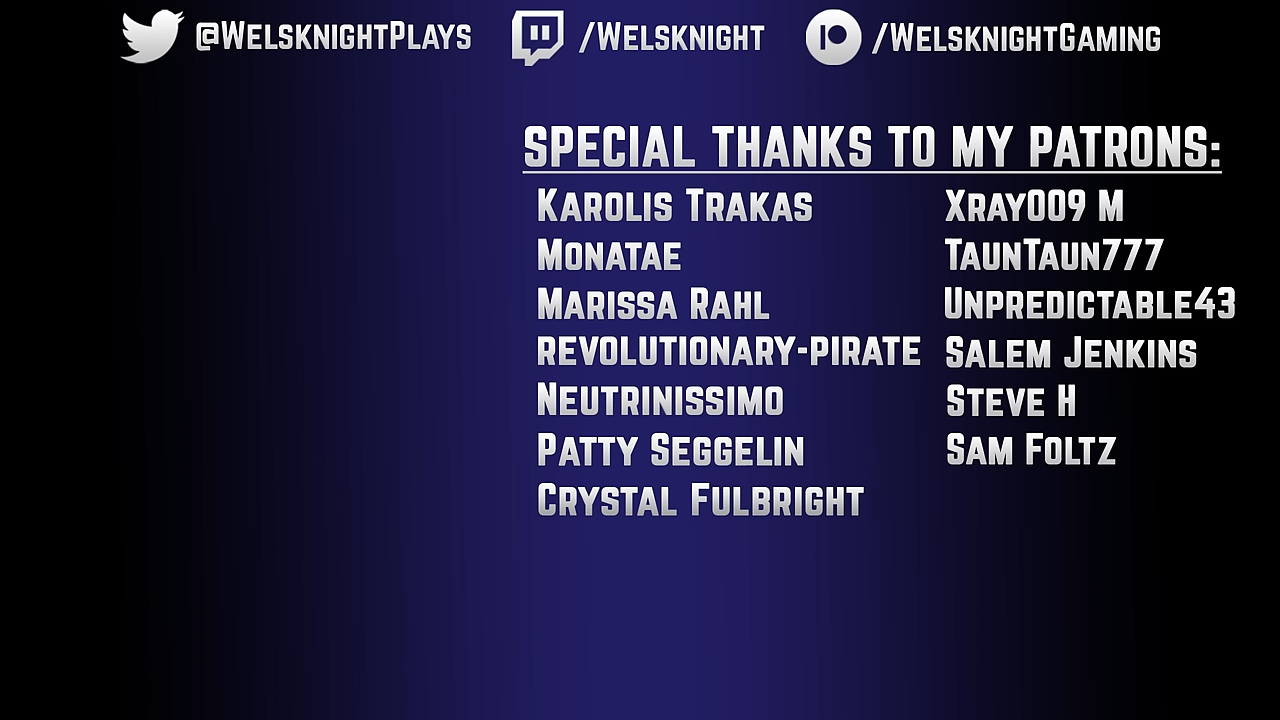 @WelsknightPlays /Welsknight /WelsknightGaming
SPECIAL THANKS TO MY PATRONS:
Karolis Trakas
Monatae
Marissa Rahl
revolutionary-pirate
Neutrinissimo
Patty Seggelin
Crystal Fulbright
Xray009 M
TaunTaun777
Unpredictable43
Salem Jenkins
Steve H
Sam Foltz